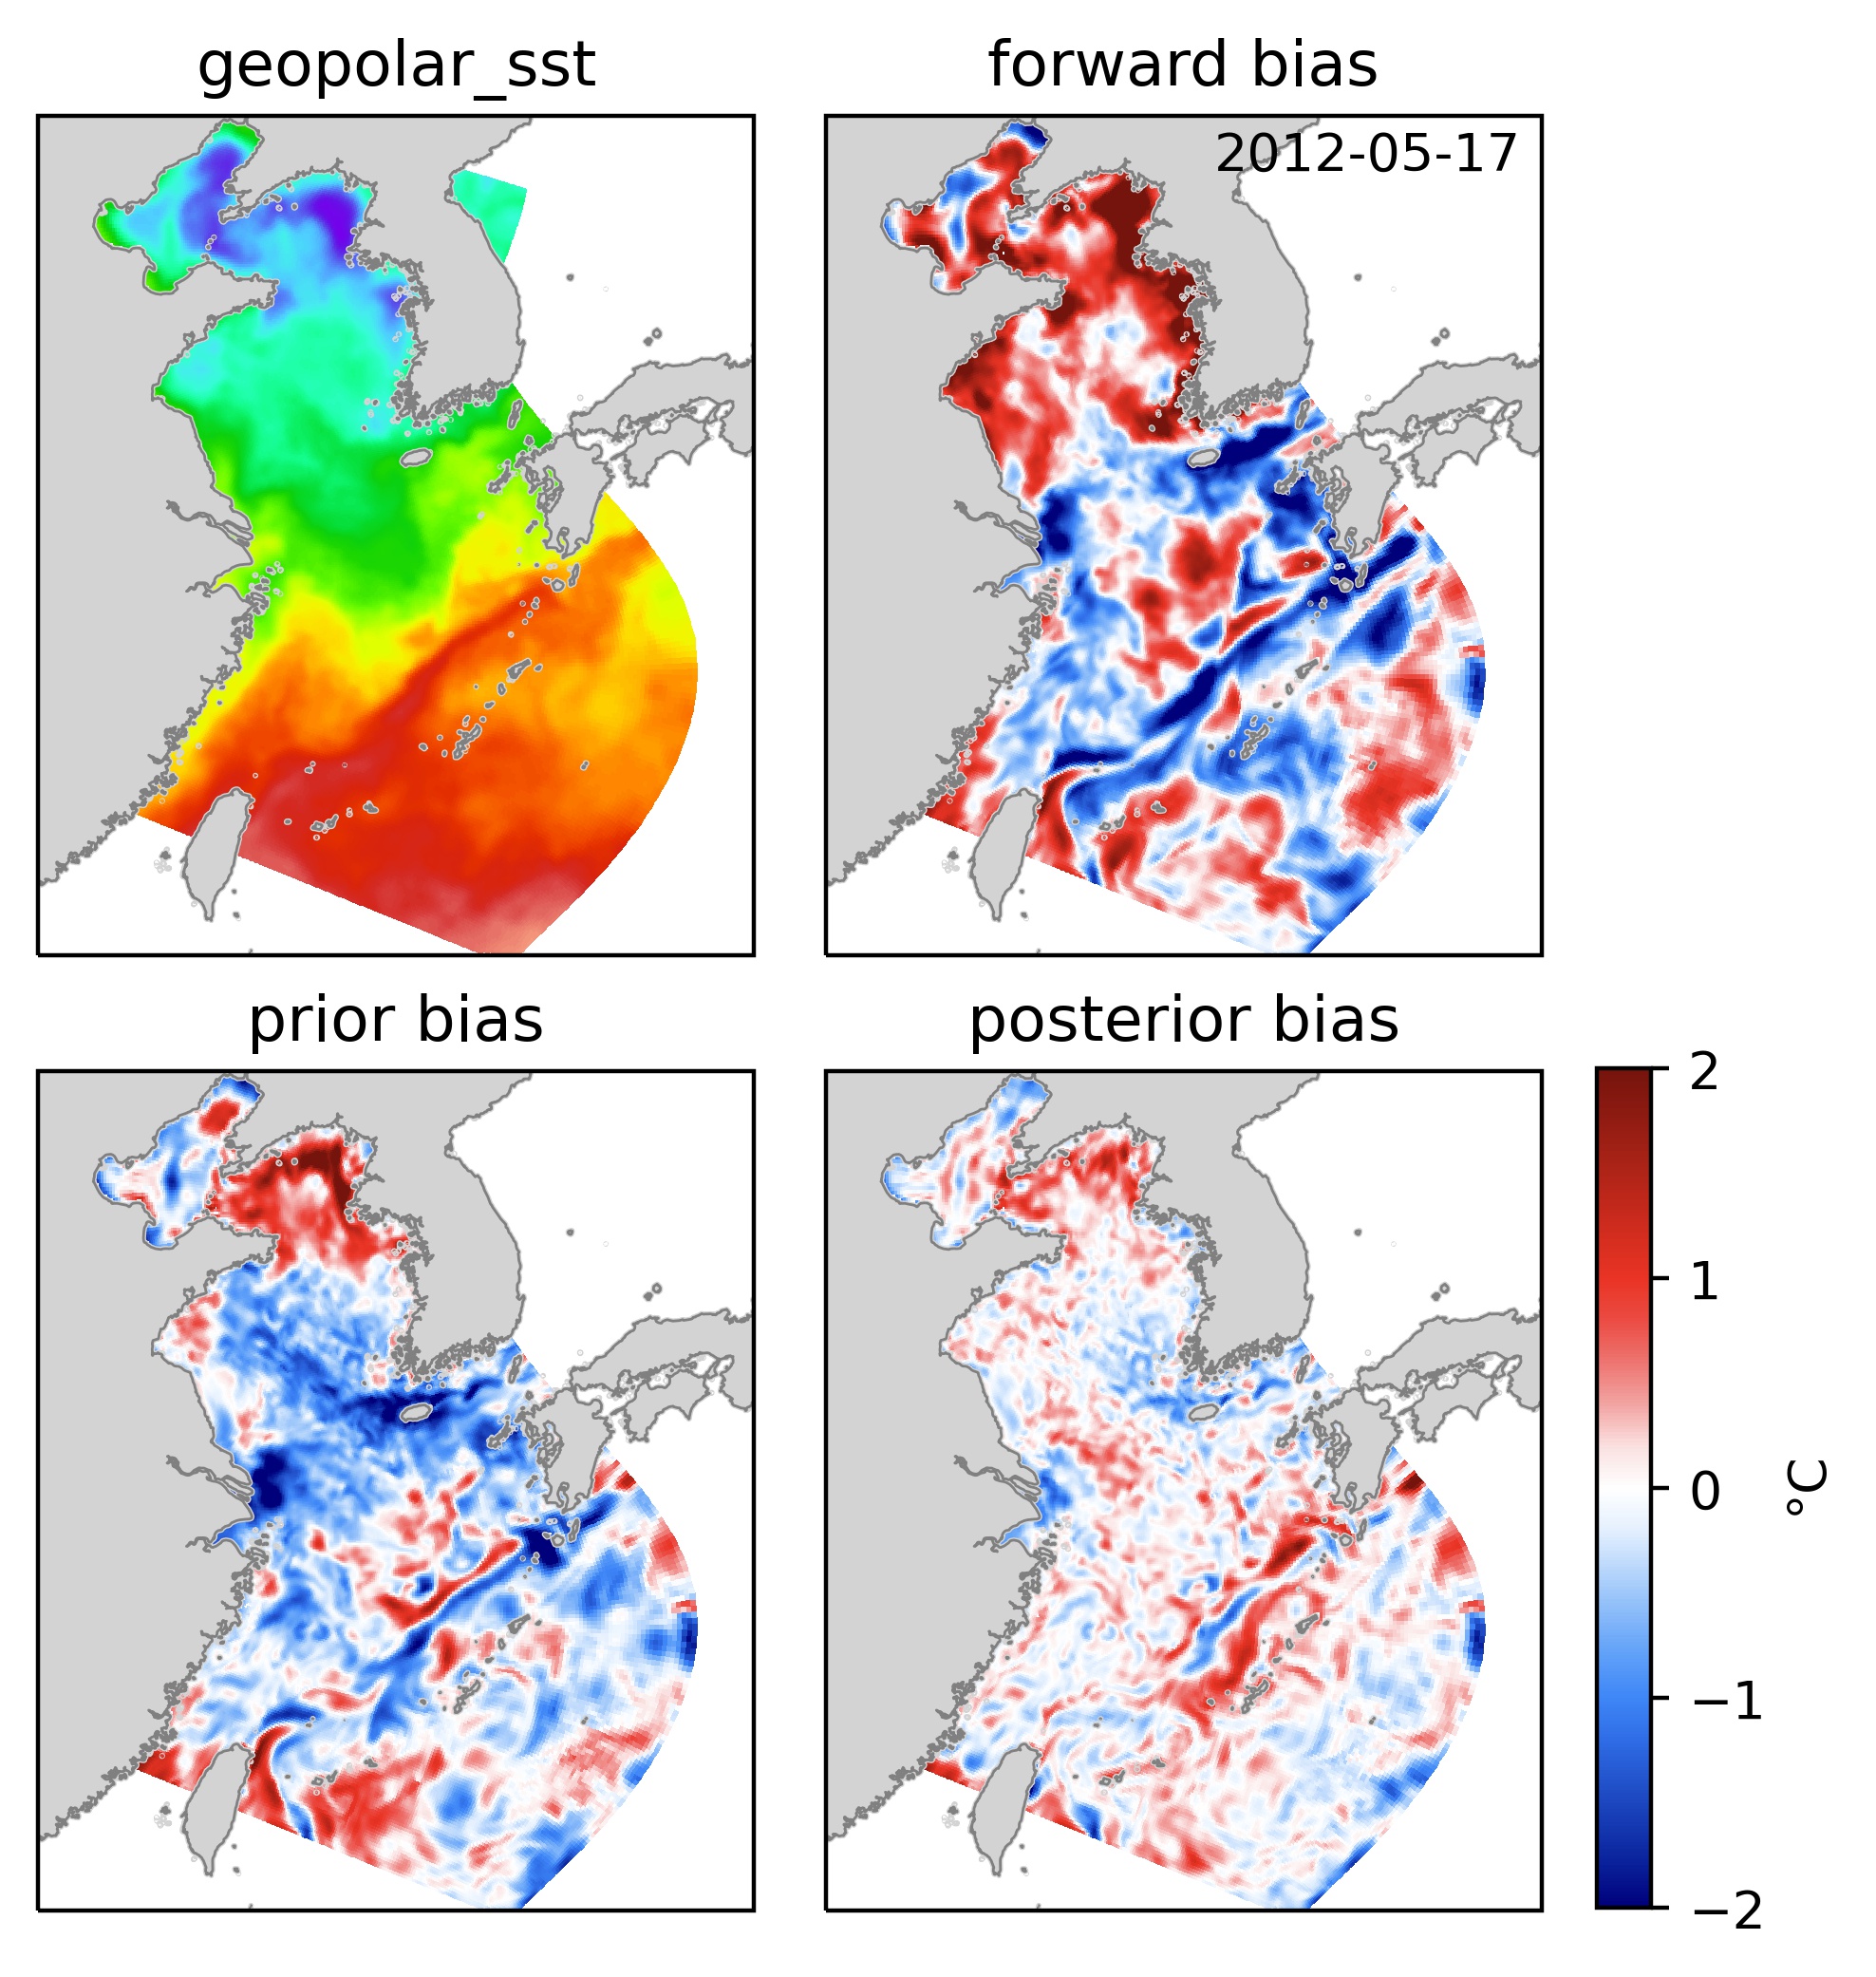 geopolar_sst
forward bias
2012-05-17
prior bias
posterior bias
2
1
0
−1
−2
°C